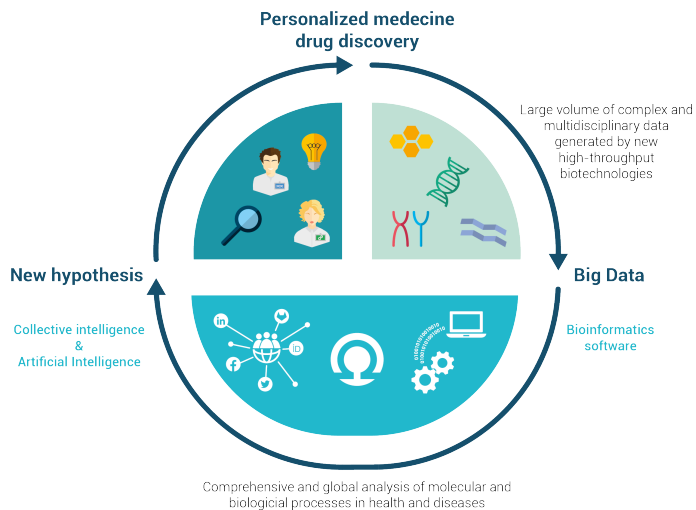 Personalized medecine
drug discovery
Large volume of complex and
multidisciplinary data
generated by new
high-throughput
biotechnologies
New hypothesis
Big Data
Collective intelligence
&
Artificial Intelligence
Bioinformatics
software
in
iD
f
Comprehensive and global analysis of molecular and
biologicial processes in health and diseases